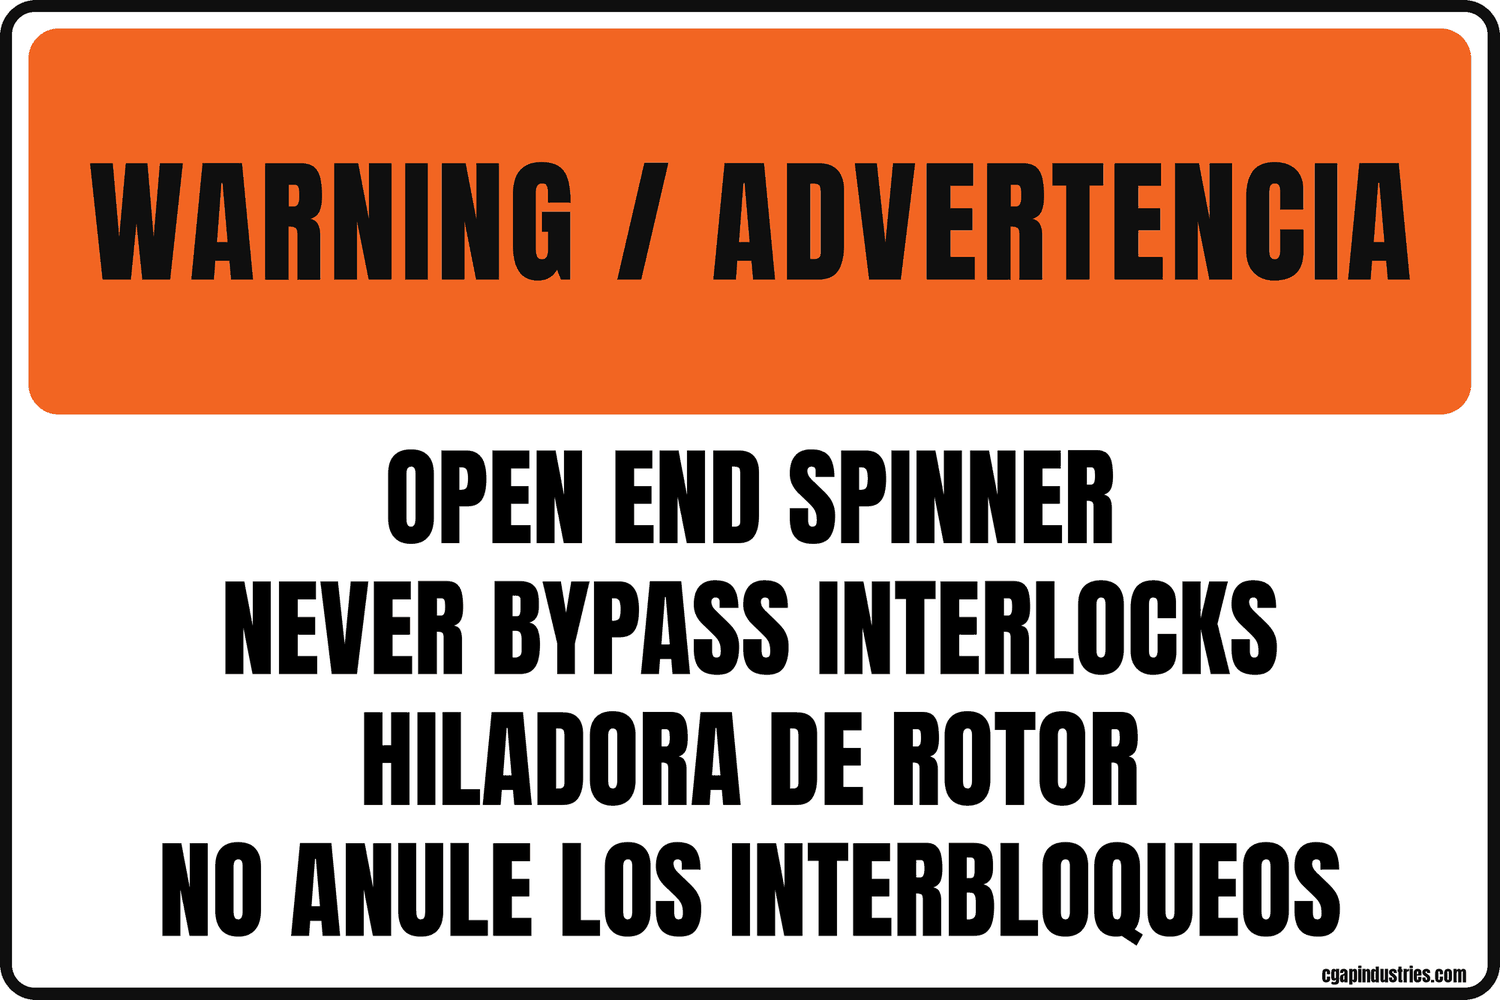 WARNING / ADVERTENCIA
OPEN END SPINNER
NEVER BYPASS INTERLOCKS
HILADORA DE ROTOR
NO ANULE LOS INTERBLOQUEOS
cgapindustries.com